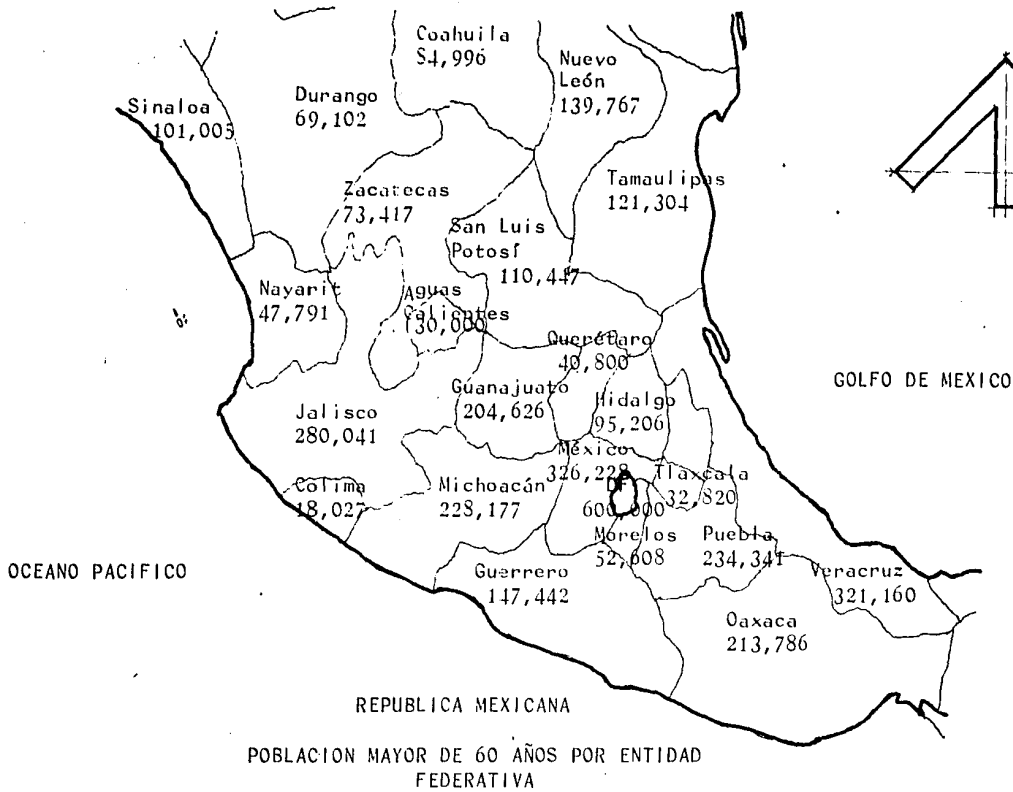 Coahuila
S4,996
Nuevo
León
139,767
Durango
69,102
Sinaloa
101,005
Tamaulipas
121,304
Zacatecas
73,417
San Luis
Potosí
110,447
Nayarit
47,791
Aguas
Calientes
(30,000)
Querétaro
40,800
GOLFO DE MEXICO
Guanajuato
204,626
Hidalgo
95,206
Jalisco
280,041
México
326,228
Tlaxcala
32,820
Colima
18,027
Michoacán
228,177
DF
600,000
Morelos
52,608
Puebla
234,341
OCEANO PACIFICO
Guerrero
147,442
Veracruz
321,160
Oaxaca
213,786
REPUBLICA MEXICANA
POBLACION MAYOR DE 60 AÑOS POR ENTIDAD
FEDERATIVA